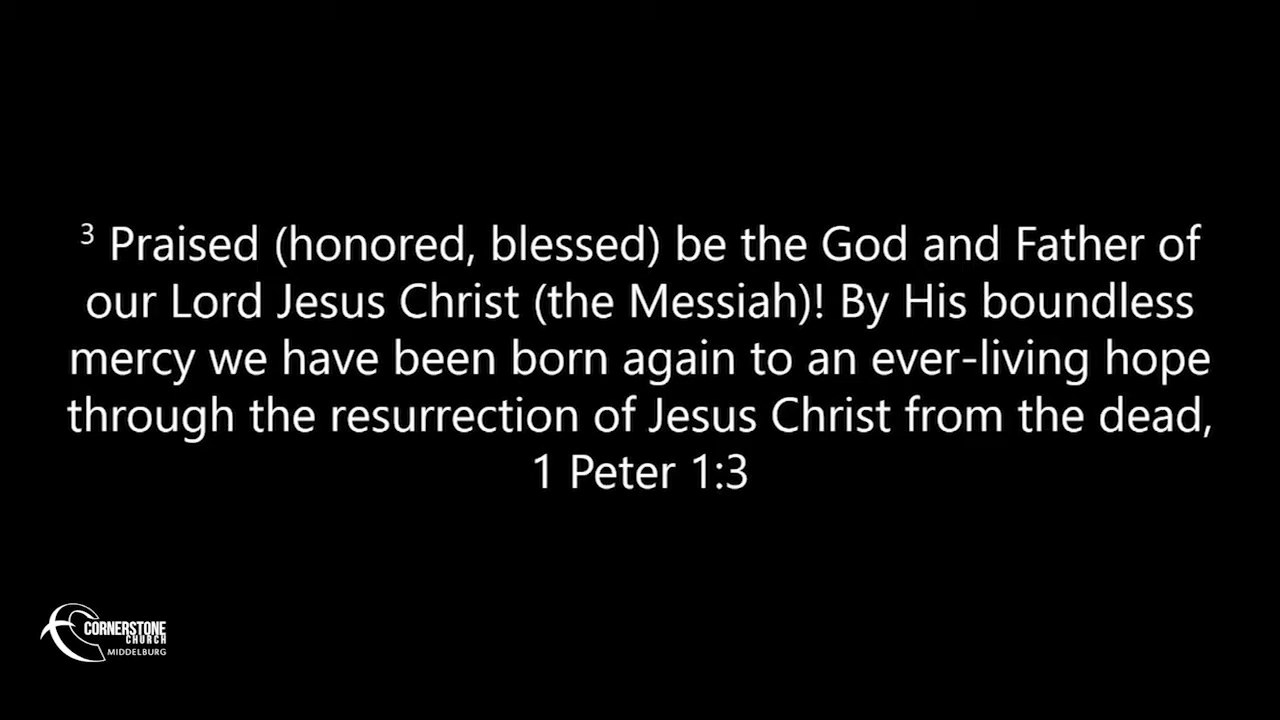 ³ Praised (honored, blessed) be the God and Father of
our Lord Jesus Christ (the Messiah)! By His boundless
mercy we have been born again to an ever-living hope
through the resurrection of Jesus Christ from the dead,
1 Peter 1:3
CORNERSTONE
CHURCH
MIDDELBURG